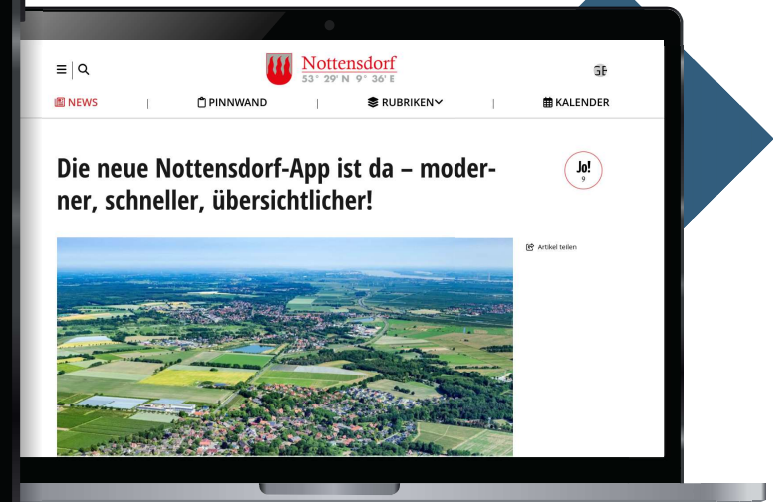 Nottensdorf
53° 29' N 9° 36' E
NEWS | PINNWAND | RUBRIKEN | KALENDER
Die neue Nottensdorf-App ist da – moder-
ner, schneller, übersichtlicher!
Jo!
9
Artikel teilen